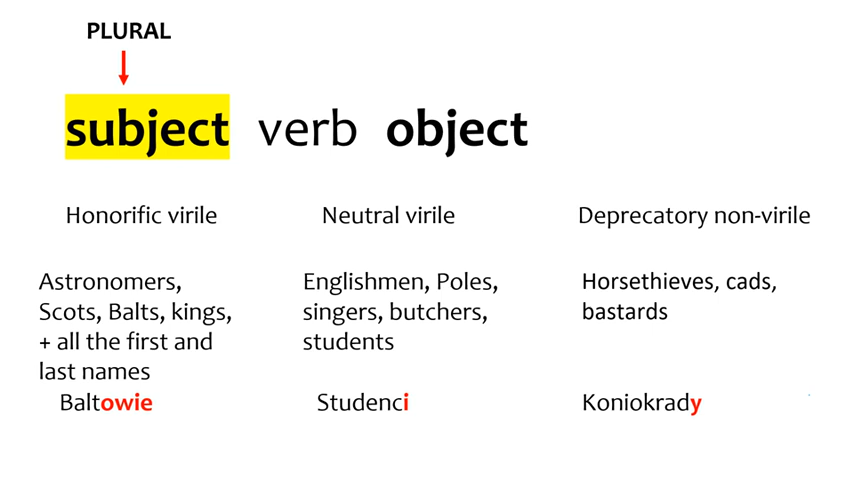 PLURAL
subject verb object
Honorific virile
Neutral virile
Deprecatory non-virile
Astronomers,
Scots, Balts, kings,
+ all the first and
last names
Englishmen, Poles,
singers, butchers,
students
Horsethieves, cads,
bastards
Baltowie
Studenci
Koniokrady